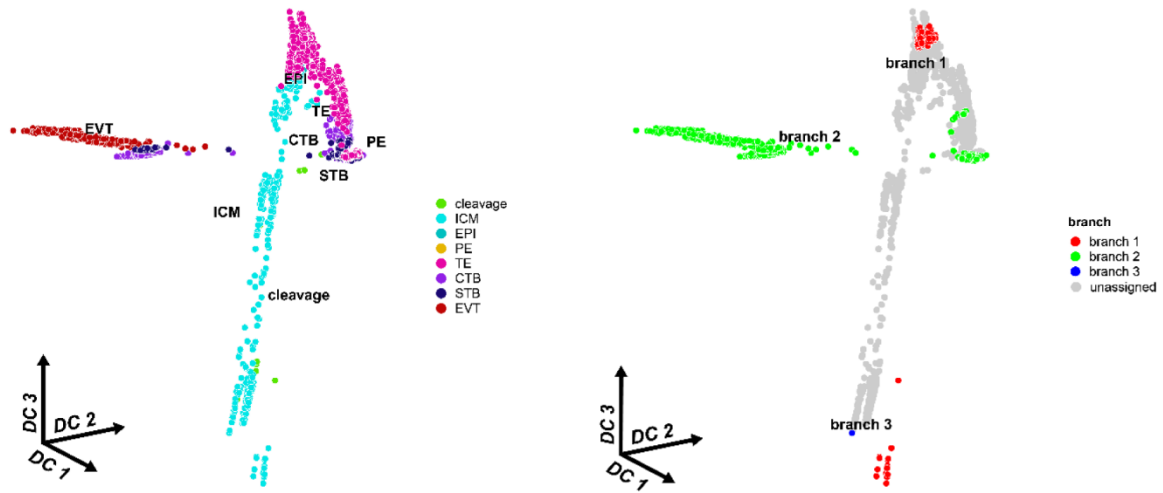 EPI
TE
EVT
CTB
PE
STB
ICM
cleavage
cleavage
ICM
EPI
PE
TE
CTB
STB
EVT
DC 3
DC 2
DC 1
branch 1
branch 2
branch 3
branch
branch 1
branch 2
branch 3
unassigned
DC 3
DC 2
DC 1